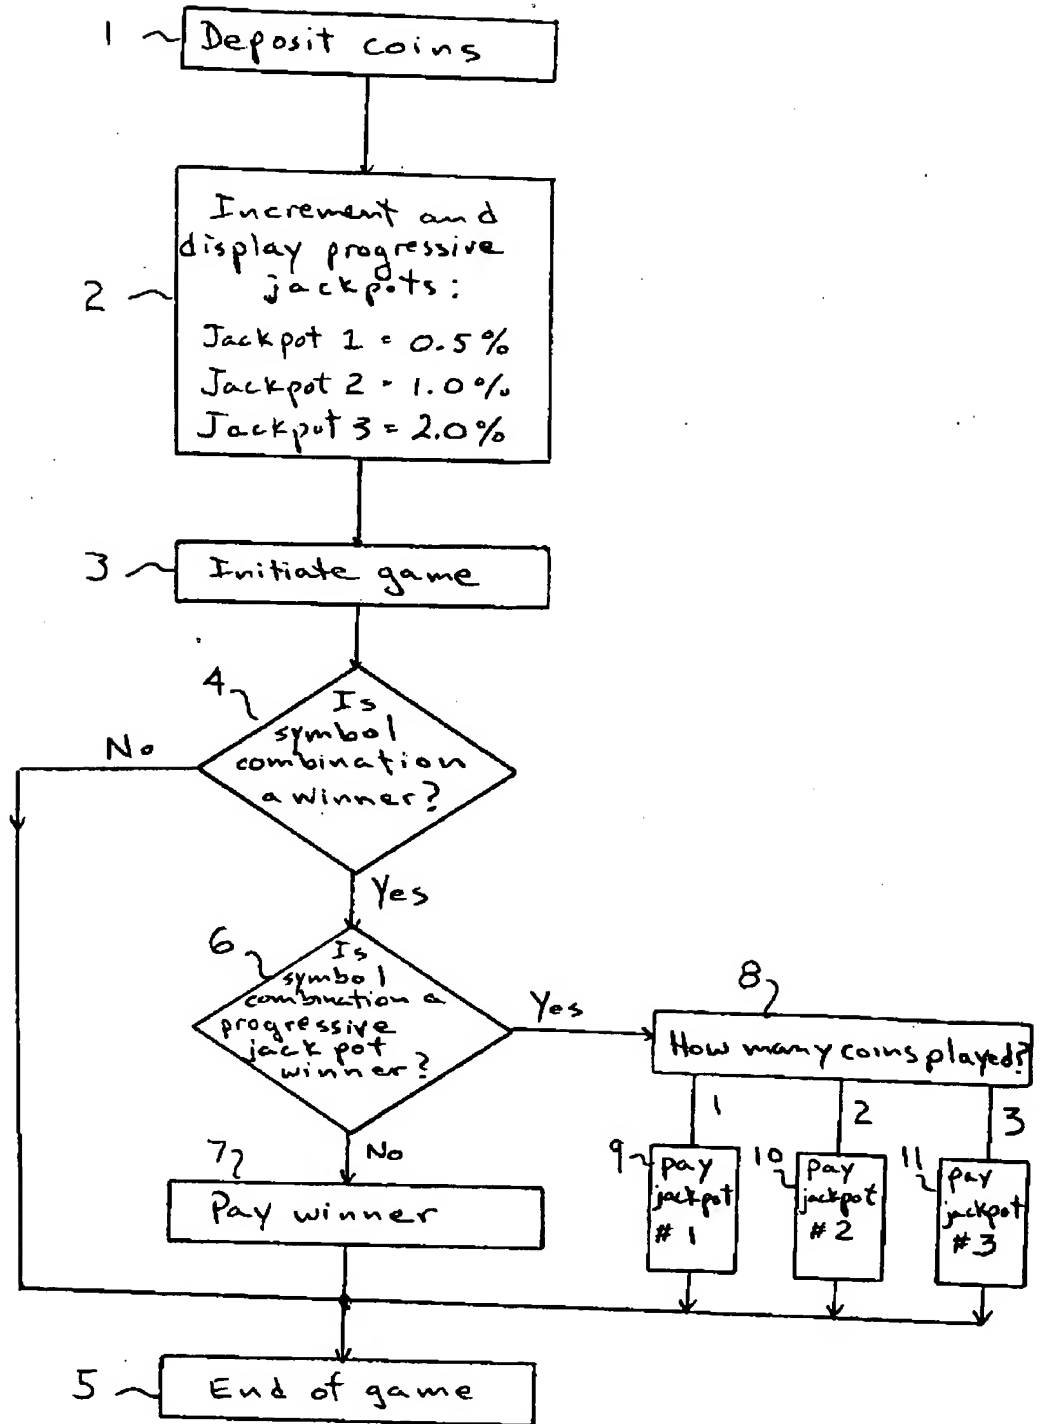 1 Deposit coins
2
Increment and
display progressive
jackpots:
Jackpot 1 = 0.5%
Jackpot 2 = 1.0%
Jackpot 3 = 2.0%
3 Initiate game
4
Is
symbol
combination
a winner?
No
Yes
6
Is
symbol
combination a
progressive
jackpot
winner?
Yes
8
How many coins played?
1
2
3
No
7
Pay winner
9
pay
jackpot
# 1
10
pay
jackpot
# 2
11
pay
jackpot
# 3
5 End of game